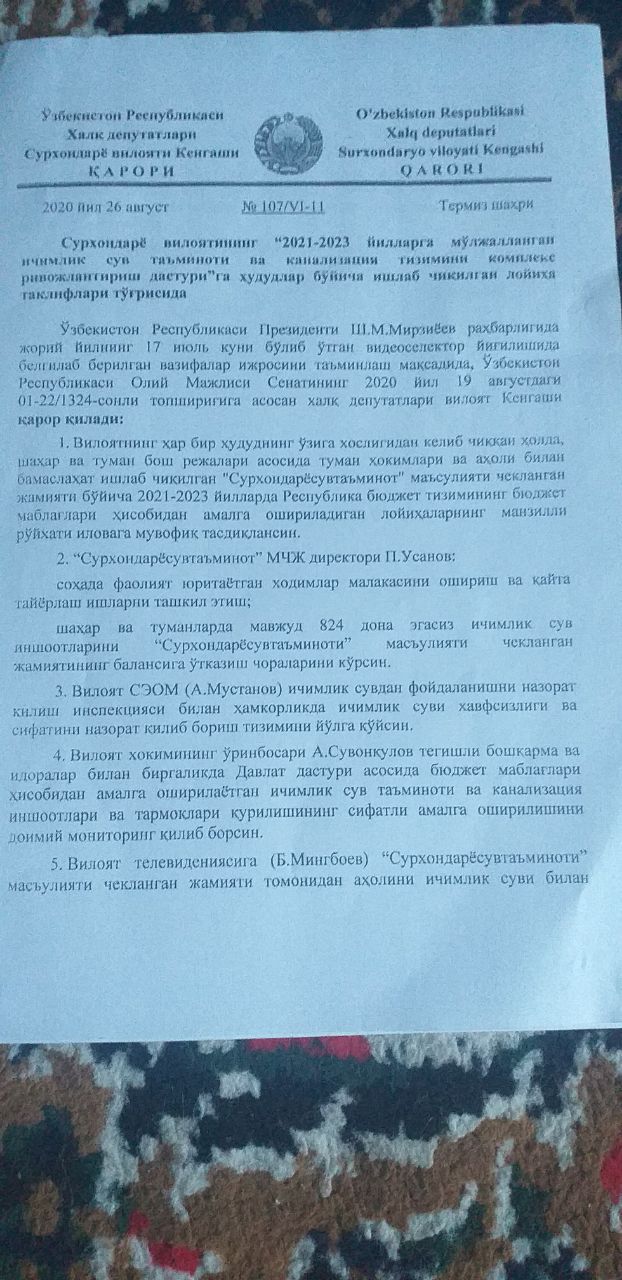 Ўзбекистон Республикаси
Халқ депутатлари
Сурхондарё вилояти Кенгаши
ҚАРОРИ
O'zbekiston Respublikasi
Xalq deputatlari
Surxondaryo viloyati Kengashi
QARORI
2020 йил 26 август № 107/VI-11 Термиз шаҳри
Сурхондарё вилоятининг “2021-2023 йилларга мўлжалланган
ичимлик сув таъминоти ва канализация тизимини комплекс
ривожлантириш дастури”га ҳудудлар бўйича ишлаб чиқилган лойиҳа
таклифлари тўғрисида
Ўзбекистон Республикаси Президенти Ш.М.Мирзиёев раҳбарлигида
жорий йилнинг 17 июль куни бўлиб ўтган видеоселектор йиғилишида
белгилаб берилган вазифалар ижросини таъминлаш мақсадида, Ўзбекистон
Республикаси Олий Мажлиси Сенатининг 2020 йил 19 августдаги
01-22/1324-сонли топшириғига асосан халқ депутатлари вилоят Кенгаши
қарор қилади:
1. Вилоятнинг ҳар бир ҳудуднинг ўзига хослигидан келиб чиққан ҳолда,
шаҳар ва туман бош режалари асосида туман ҳокимлари ва аҳоли билан
бамаслаҳат ишлаб чиқилган "Сурхондарёсувтаъминот" маъсулияти чекланган
жамияти бўйича 2021-2023 йилларда Республика бюджет тизимининг бюджет
маблағлари ҳисобидан амалга ошириладиган лойиҳаларнинг манзилли
рўйхати иловага мувофиқ тасдиқлансин.
2. “Сурхондарёсувтаъминот” МЧЖ директори П.Усанов:
соҳада фаолият юритаётган ходимлар малакасини ошириш ва қайта
тайёрлаш ишларни ташкил этиш;
шаҳар ва туманларда мавжуд 824 дона эгасиз ичимлик сув
иншоотларини “Сурхондарёсувтаъминоти” масъулияти чекланган
жамиятининг балансига ўтказиш чораларини кўрсин.
3. Вилоят СЭОМ (А.Мустанов) ичимлик сувдан фойдаланишни назорат
қилиш инспекцияси билан ҳамкорликда ичимлик суви хавфсизлиги ва
сифатини назорат қилиб бориш тизимини йўлга қўйсин.
4. Вилоят ҳокимининг ўринбосари А.Сувонқулов тегишли бошқарма ва
идоралар билан биргаликда Давлат дастури асосида бюджет маблағлари
ҳисобидан амалга оширилаётган ичимлик сув таъминоти ва канализация
иншоотлари ва тармоқлари қурилишининг сифатли амалга оширилишини
доимий мониторинг қилиб борсин.
5. Вилоят телевидениясига (Б.Мингбоев) “Сурхондарёсувтаъминоти”
масъулияти чекланган жамияти томонидан аҳолини ичимлик суви билан